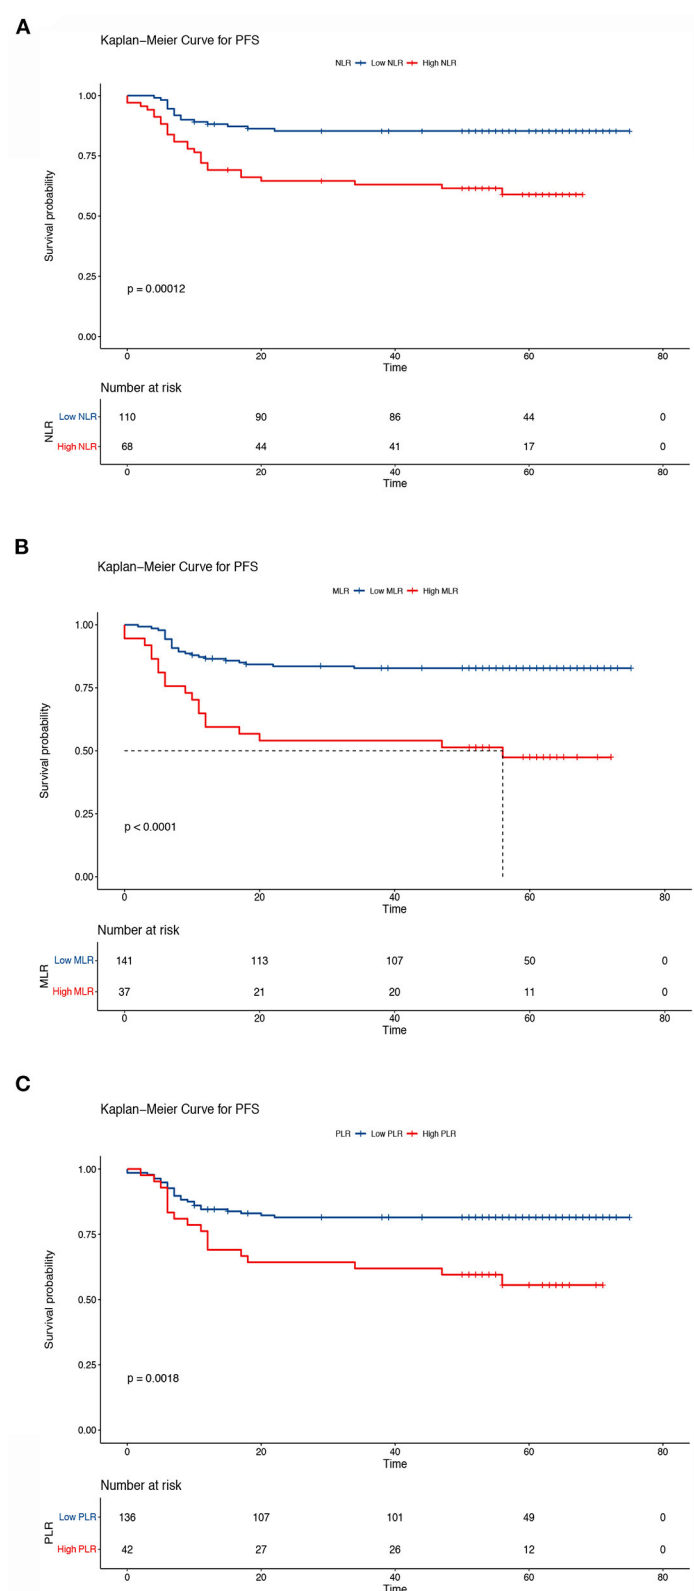 A
Kaplan−Meier Curve for PFS
NLR Low NLR High NLR
1.00
0.75
0.50
0.25
0.00
Survival probability
p = 0.00012
0 20 40 60 80
Time
Number at risk
NLR
Low NLR 110 90 86 44 0
High NLR 68 44 41 17 0
0 20 40 60 80
Time
B
Kaplan−Meier Curve for PFS
MLR Low MLR High MLR
1.00
0.75
0.50
0.25
0.00
Survival probability
p < 0.0001
0 20 40 60 80
Time
Number at risk
MLR
Low MLR 141 113 107 50 0
High MLR 37 21 20 11 0
0 20 40 60 80
Time
C
Kaplan−Meier Curve for PFS
PLR Low PLR High PLR
1.00
0.75
0.50
0.25
0.00
Survival probability
p = 0.0018
0 20 40 60 80
Time
Number at risk
PLR
Low PLR 136 107 101 49 0
High PLR 42 27 26 12 0
0 20 40 60 80
Time